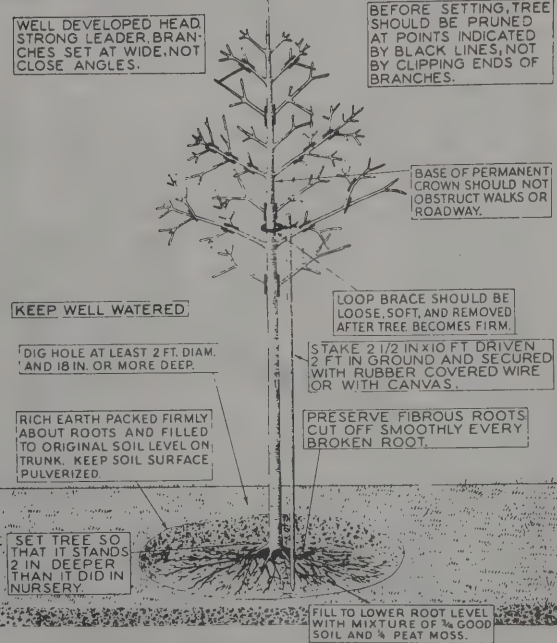 WELL DEVELOPED HEAD,
STRONG LEADER, BRAN-
CHES SET AT WIDE, NOT
CLOSE ANGLES.
BEFORE SETTING, TREE
SHOULD BE PRUNED
AT POINTS INDICATED
BY BLACK LINES, NOT
BY CLIPPING ENDS OF
BRANCHES.
BASE OF PERMANENT
CROWN SHOULD NOT
OBSTRUCT WALKS OR
ROADWAY.
KEEP WELL WATERED
LOOP BRACE SHOULD BE
LOOSE, SOFT, AND REMOVED
AFTER TREE BECOMES FIRM.
DIG HOLE AT LEAST 2 FT. DIAM.
AND 18 IN. OR MORE DEEP.
STAKE 2 1/2 IN x 10 FT DRIVEN
2 FT IN GROUND AND SECURED
WITH RUBBER COVERED WIRE
OR WITH CANVAS.
RICH EARTH PACKED FIRMLY
ABOUT ROOTS AND FILLED
TO ORIGINAL SOIL LEVEL ON
TRUNK. KEEP SOIL SURFACE
PULVERIZED.
PRESERVE FIBROUS ROOTS
CUT OFF SMOOTHLY EVERY
BROKEN ROOT.
SET TREE SO
THAT IT STANDS
2 IN DEEPER
THAN IT DID IN
NURSERY.
FILL TO LOWER ROOT LEVEL
WITH MIXTURE OF 3/4 GOOD
SOIL AND 1/4 PEAT MOSS.